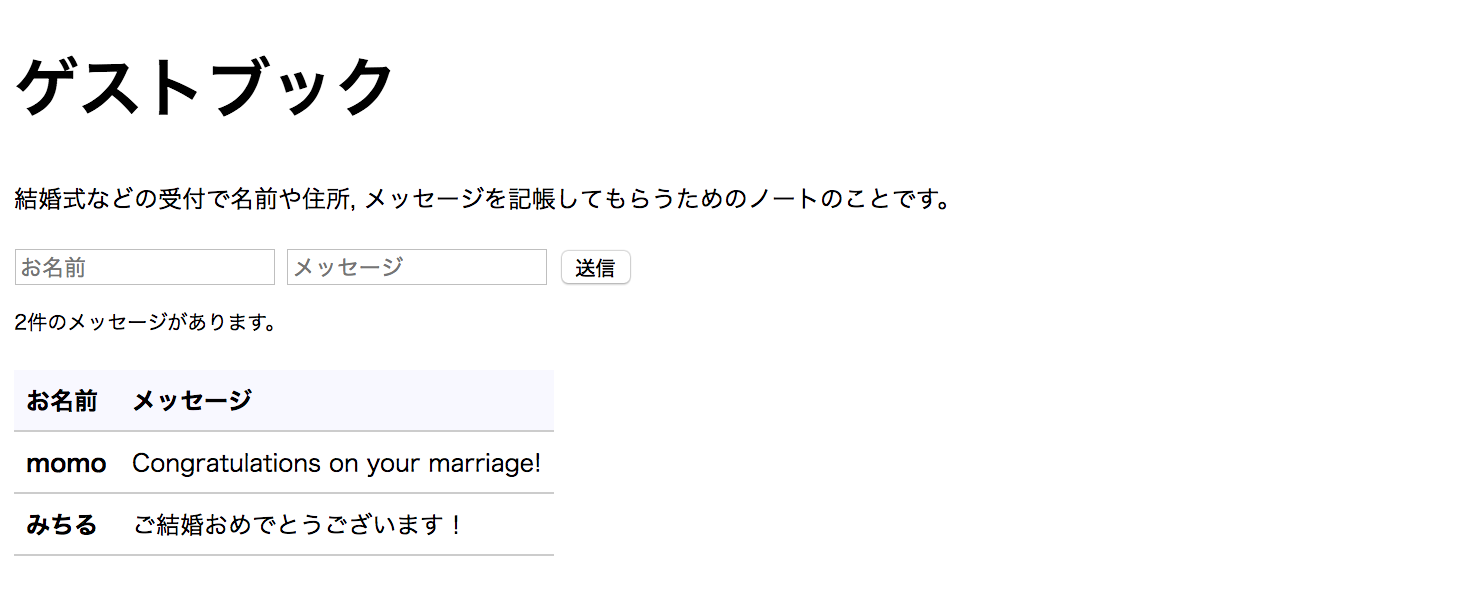 ゲストブック
結婚式などの受付で名前や住所, メッセージを記帳してもらうためのノートのことです。
お名前 メッセージ 送信
2件のメッセージがあります。
お名前 メッセージ
momo Congratulations on your marriage!
みちる ご結婚おめでとうございます！